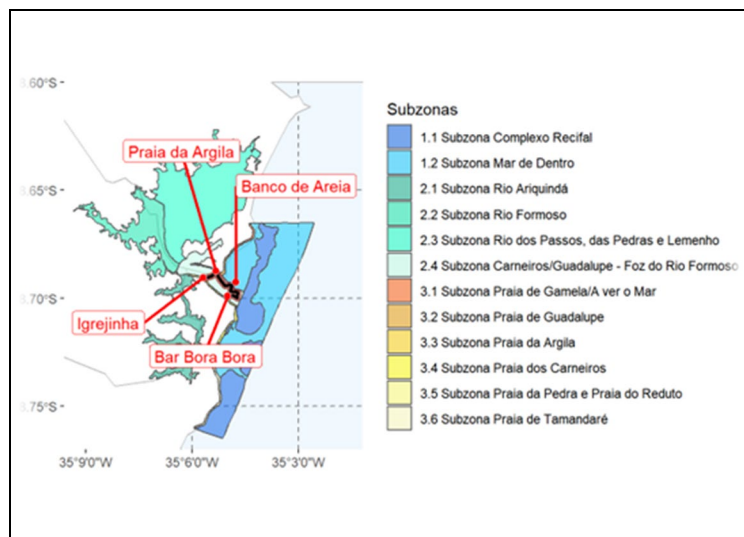 8.60°S
Subzonas
1.1 Subzona Complexo Recifal
Praia da Argila
1.2 Subzona Mar de Dentro
8.65°S
Banco de Areia
2.1 Subzona Rio Ariquindá
2.2 Subzona Rio Formoso
2.3 Subzona Rio dos Passos, das Pedras e Lemenho
2.4 Subzona Carneiros/Guadalupe - Foz do Rio Formoso
8.70°S
3.1 Subzona Praia de Gamela/A ver o Mar
Igrejinha
3.2 Subzona Praia de Guadalupe
Bar Bora Bora
3.3 Subzona Praia da Argila
3.4 Subzona Praia dos Carneiros
3.5 Subzona Praia da Pedra e Praia do Reduto
8.75°S
3.6 Subzona Praia de Tamandaré
35°9'0"W
35°6'0"W
35°3'0"W